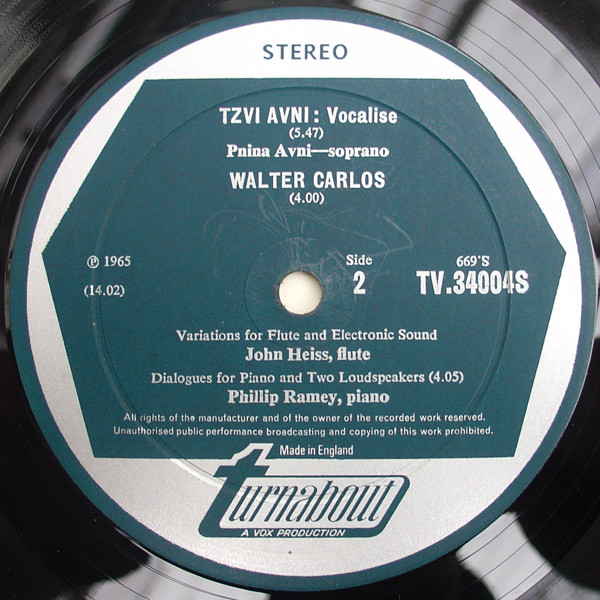 STEREO
TZVI AVNI: Vocalise
(5.47)
Pnina Avni—soprano
WALTER CARLOS
(4.00)
℗ 1965
(14.02)
Side
2
669'S
TV.34004S
Variations for Flute and Electronic Sound
John Heiss, flute
Dialogues for Piano and Two Loudspeakers (4.05)
Phillip Ramey, piano
All rights of the manufacturer and of the owner of the recorded work reserved.
Unauthorised public performance broadcasting and copying of this work prohibited.
Made in England
turnabout
A VOX PRODUCTION